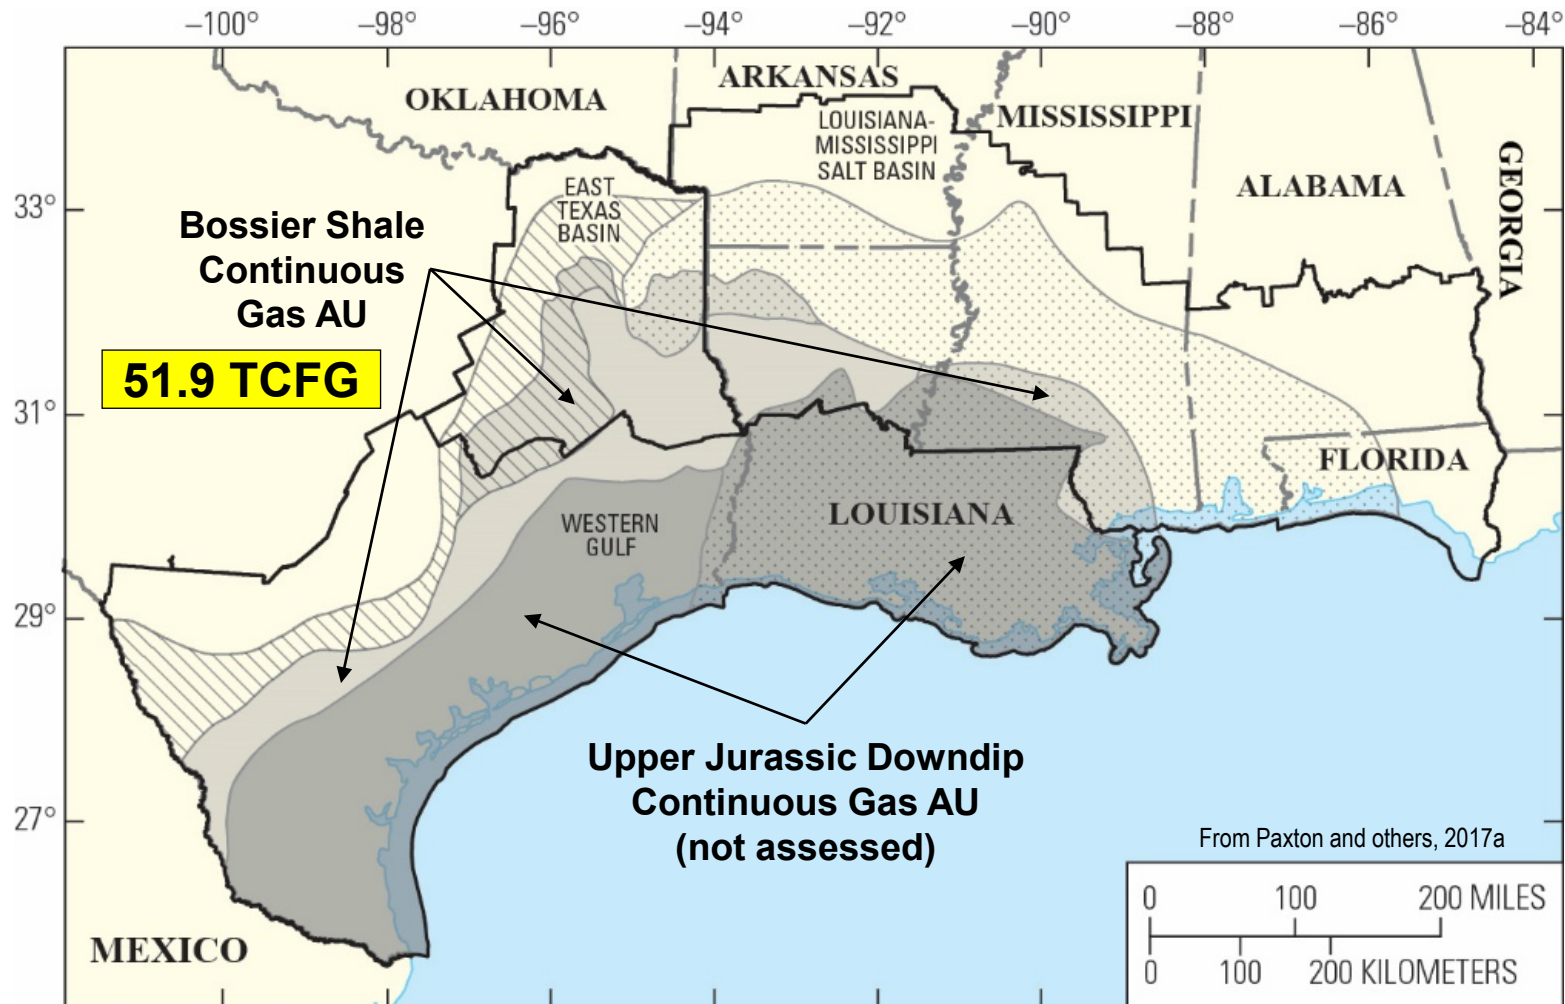 –100°
–98°
–96°
–94°
–92°
–90°
–88°
–86°
–84°
ARKANSAS
OKLAHOMA
MISSISSIPPI
LOUISIANA-
MISSISSIPPI
SALT BASIN
GEORGIA
ALABAMA
EAST
TEXAS
BASIN
33°
Bossier Shale
Continuous
Gas AU
51.9 TCFG
31°
FLORIDA
LOUISIANA
WESTERN
GULF
29°
Upper Jurassic Downdip
Continuous Gas AU
(not assessed)
27°
From Paxton and others, 2017a
0 100 200 MILES
0 100 200 KILOMETERS
MEXICO